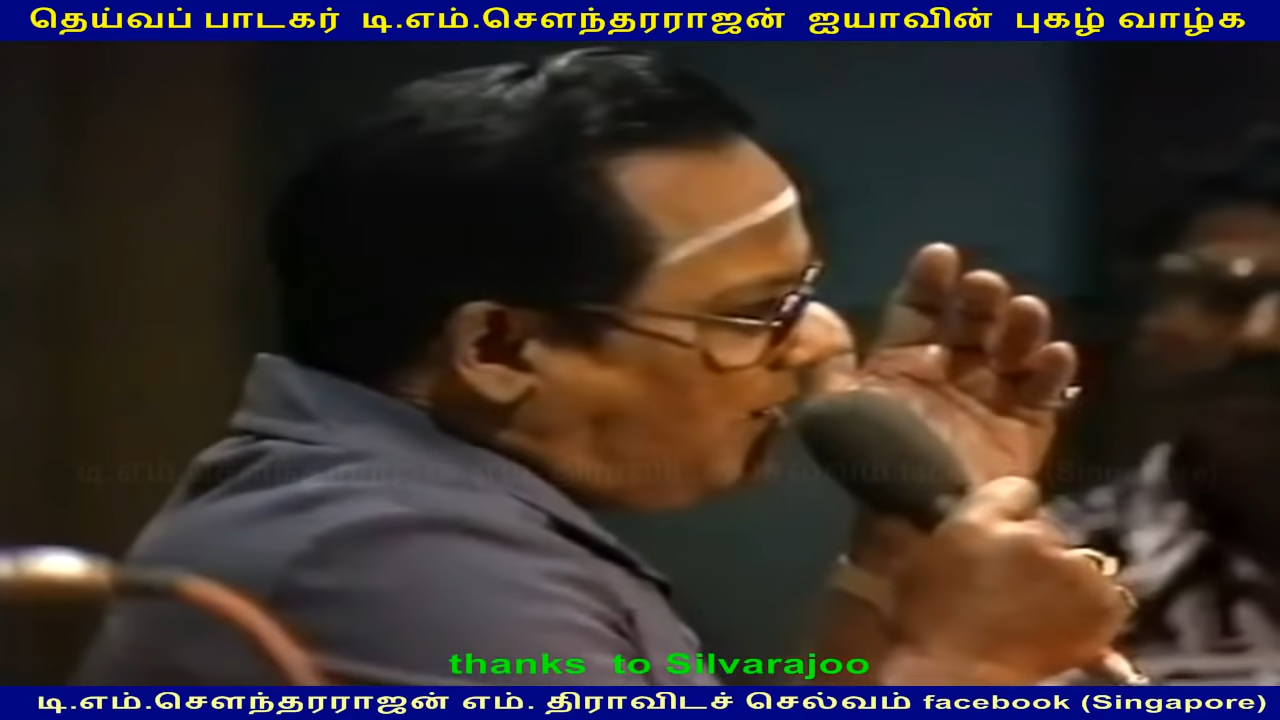 தெய்வப் பாடகர் டி.எம்.சௌந்தரராஜன் ஐயாவின் புகழ் வாழ்க
thanks to Silvarajoo
டி.எம்.சௌந்தரராஜன் எம். திராவிடச் செல்வம் facebook (Singapore)